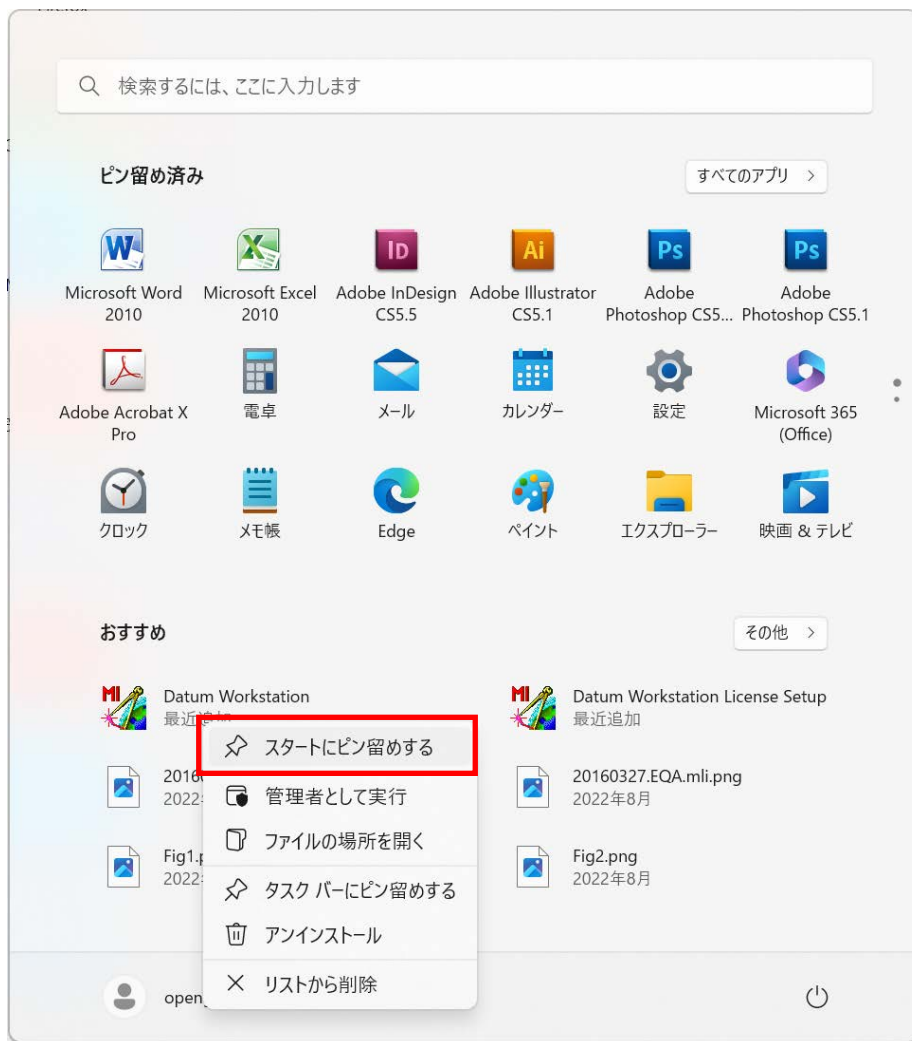 検索するには、ここに入力します
ピン留め済み
すべてのアプリ
Microsoft Word 2010
Microsoft Excel 2010
Adobe InDesign CS5.5
Adobe Illustrator CS5.1
Adobe Photoshop CS5...
Adobe Photoshop CS5.1
Adobe Acrobat X Pro
電卓
メール
カレンダー
設定
Microsoft 365 (Office)
クロック
メモ帳
Edge
ペイント
エクスプローラー
映画 & テレビ
おすすめ
その他
Datum Workstation
最近追加
Datum Workstation License Setup
最近追加
スタートにピン留めする
管理者として実行
ファイルの場所を開く
タスク バーにピン留めする
アンインストール
リストから削除
20160327.EQA.mli.png
2022年8月
Fig1.p
2022
Fig2.png
2022年8月
open